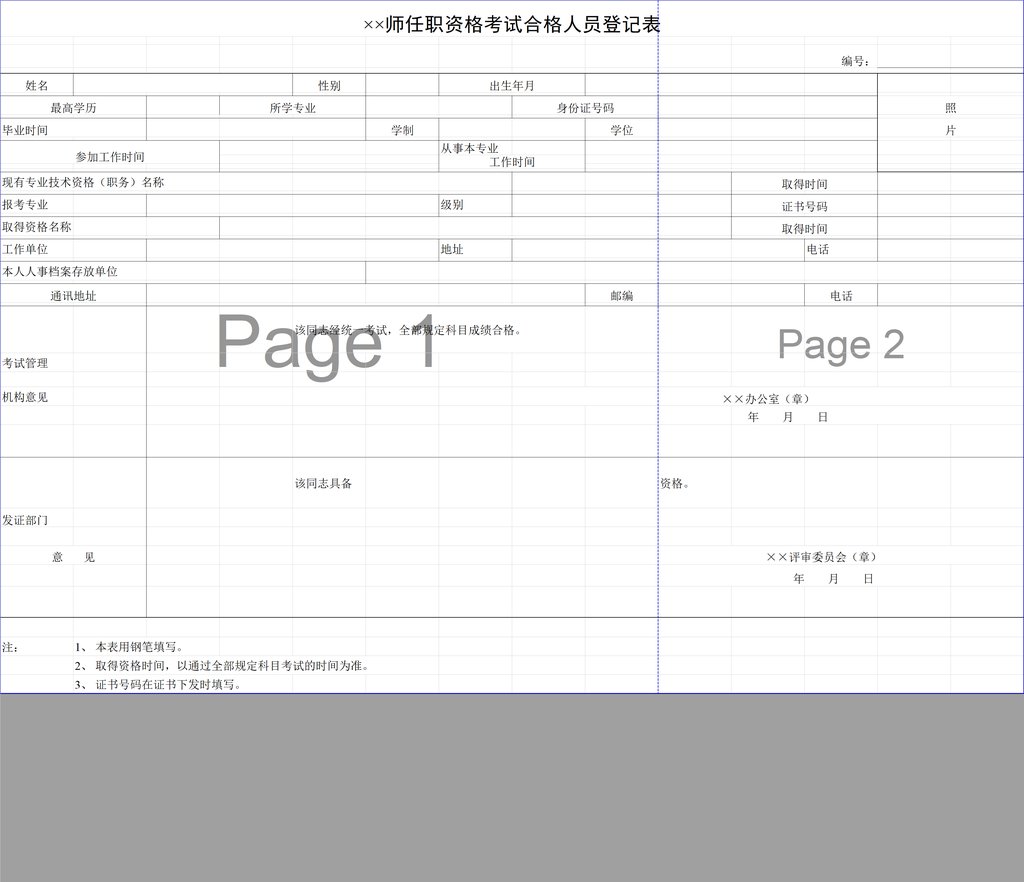 ××师任职资格考试合格人员登记表
编号：
姓名 性别 出生年月
最高学历 所学专业 身份证号码 照
毕业时间 学制 学位 片
参加工作时间 从事本专业
工作时间
现有专业技术资格（职务）名称 取得时间
报考专业 级别 证书号码
取得资格名称 取得时间
工作单位 地址 电话
本人人事档案存放单位
通讯地址 邮编 电话
该同志经统一考试，全部规定科目成绩合格。
Page 1 Page 2
考试管理
机构意见 ××办公室（章）
年 月 日
该同志具备 资格。
发证部门
意 见 ××评审委员会（章）
年 月 日
注： 1、 本表用钢笔填写。
2、 取得资格时间，以通过全部规定科目考试的时间为准。
3、 证书号码在证书下发时填写。